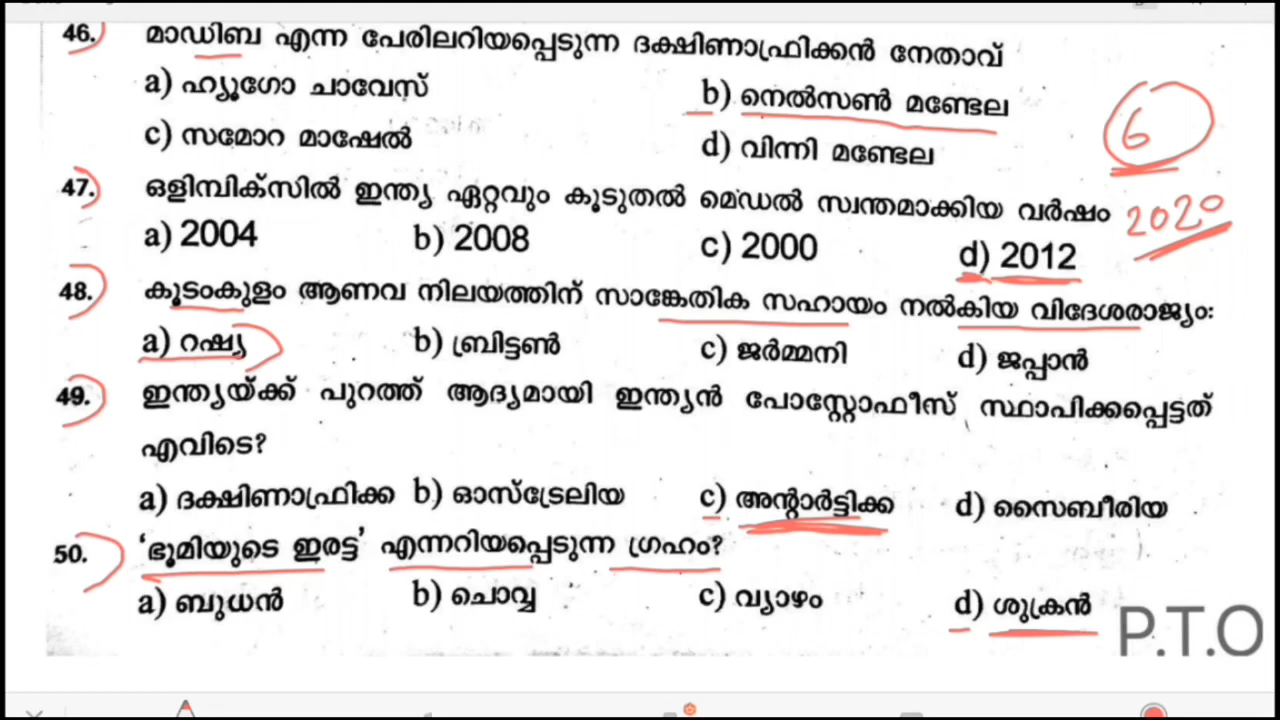 46. മാഡിബ എന്ന പേരിലറിയപ്പെടുന്ന ദക്ഷിണാഫ്രിക്കൻ നേതാവ്
a) ഹ്യൂഗോ ചാവേസ് b) നെൽസൺ മണ്ടേല
6
c) സമോറ മാഷേൽ d) വിന്നി മണ്ടേല
47. ഒളിമ്പിക്സിൽ ഇന്ത്യ ഏറ്റവും കൂടുതൽ മെഡൽ സ്വന്തമാക്കിയ വർഷം 2020
a) 2004 b) 2008 c) 2000 d) 2012
48. കൂടംകുളം ആണവ നിലയത്തിന് സാങ്കേതിക സഹായം നൽകിയ വിദേശരാജ്യം:
a) റഷ്യ b) ബ്രിട്ടൺ c) ജർമ്മനി d) ജപ്പാൻ
49. ഇന്ത്യയ്ക്ക് പുറത്ത് ആദ്യമായി ഇന്ത്യൻ പോസ്റ്റോഫീസ് സ്ഥാപിക്കപ്പെട്ടത്
എവിടെ?
a) ദക്ഷിണാഫ്രിക്ക b) ഓസ്ട്രേലിയ c) അന്റാർട്ടിക്ക d) സൈബീരിയ
50. ‘ഭൂമിയുടെ ഇരട്ട’ എന്നറിയപ്പെടുന്ന ഗ്രഹം?
a) ബുധൻ b) ചൊവ്വ c) വ്യാഴം d) ശുക്രൻ
P.T.O